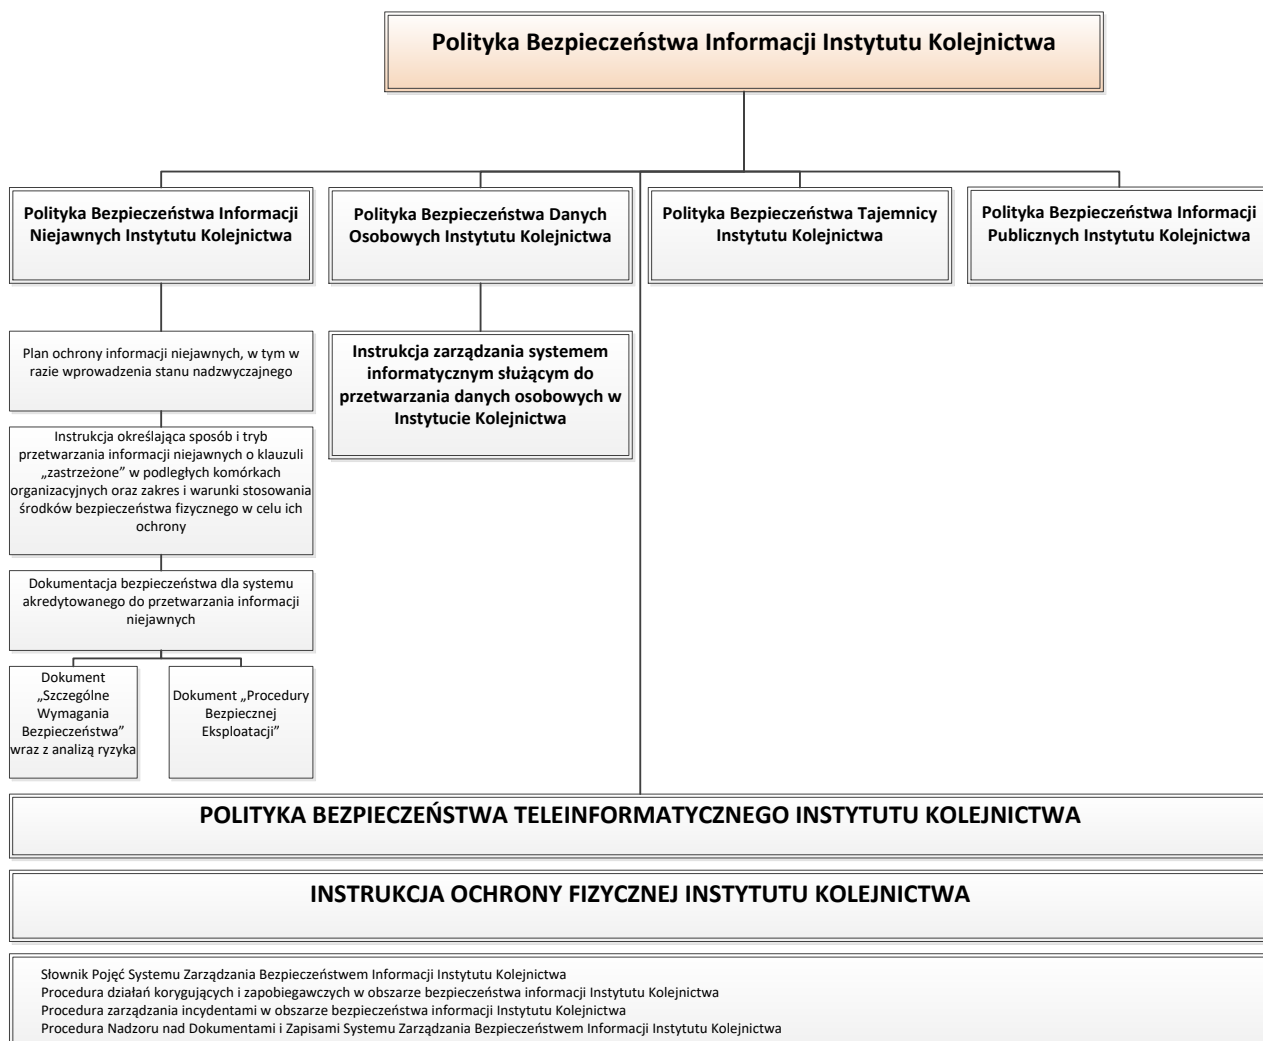 Polityka Bezpieczeństwa Informacji Instytutu Kolejnictwa
Polityka Bezpieczeństwa Informacji
Niejawnych Instytutu Kolejnictwa
Polityka Bezpieczeństwa Danych
Osobowych Instytutu Kolejnictwa
Polityka Bezpieczeństwa Tajemnicy
Instytutu Kolejnictwa
Polityka Bezpieczeństwa Informacji
Publicznych Instytutu Kolejnictwa
Plan ochrony informacji niejawnych, w tym w
razie wprowadzenia stanu nadzwyczajnego
Instrukcja zarządzania systemem
informatycznym służącym do
przetwarzania danych osobowych w
Instytucie Kolejnictwa
Instrukcja określająca sposób i tryb
przetwarzania informacji niejawnych o klauzuli
„zastrzeżone” w podległych komórkach
organizacyjnych oraz zakres i warunki stosowania
środków bezpieczeństwa fizycznego w celu ich
ochrony
Dokumentacja bezpieczeństwa dla systemu
akredytowanego do przetwarzania informacji
niejawnych
Dokument
„Szczególne
Wymagania
Bezpieczeństwa”
wraz z analizą ryzyka
Dokument „Procedury
Bezpiecznej
Eksploatacji”
POLITYKA BEZPIECZEŃSTWA TELEINFORMATYCZNEGO INSTYTUTU KOLEJNICTWA
INSTRUKCJA OCHRONY FIZYCZNEJ INSTYTUTU KOLEJNICTWA
Słownik Pojęć Systemu Zarządzania Bezpieczeństwem Informacji Instytutu Kolejnictwa
Procedura działań korygujących i zapobiegawczych w obszarze bezpieczeństwa informacji Instytutu Kolejnictwa
Procedura zarządzania incydentami w obszarze bezpieczeństwa informacji Instytutu Kolejnictwa
Procedura Nadzoru nad Dokumentami i Zapisami Systemu Zarządzania Bezpieczeństwem Informacji Instytutu Kolejnictwa